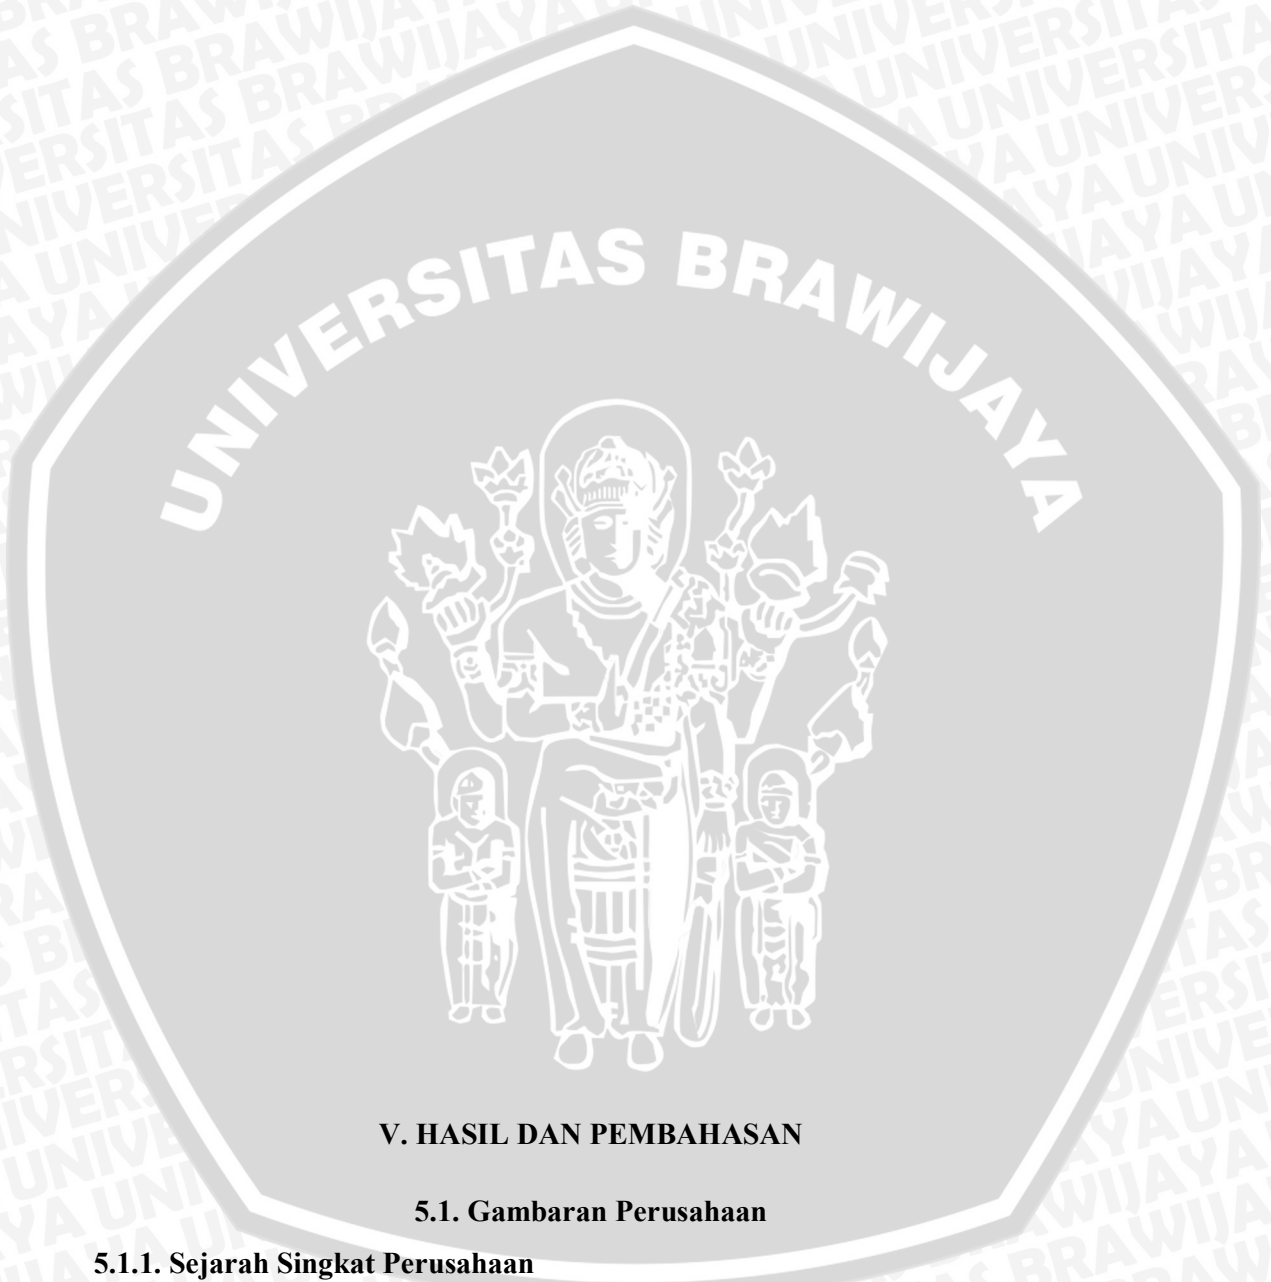 UNIVERSITAS BRAWIJAYA
V. HASIL DAN PEMBAHASAN
5.1. Gambaran Perusahaan
5.1.1. Sejarah Singkat Perusahaan